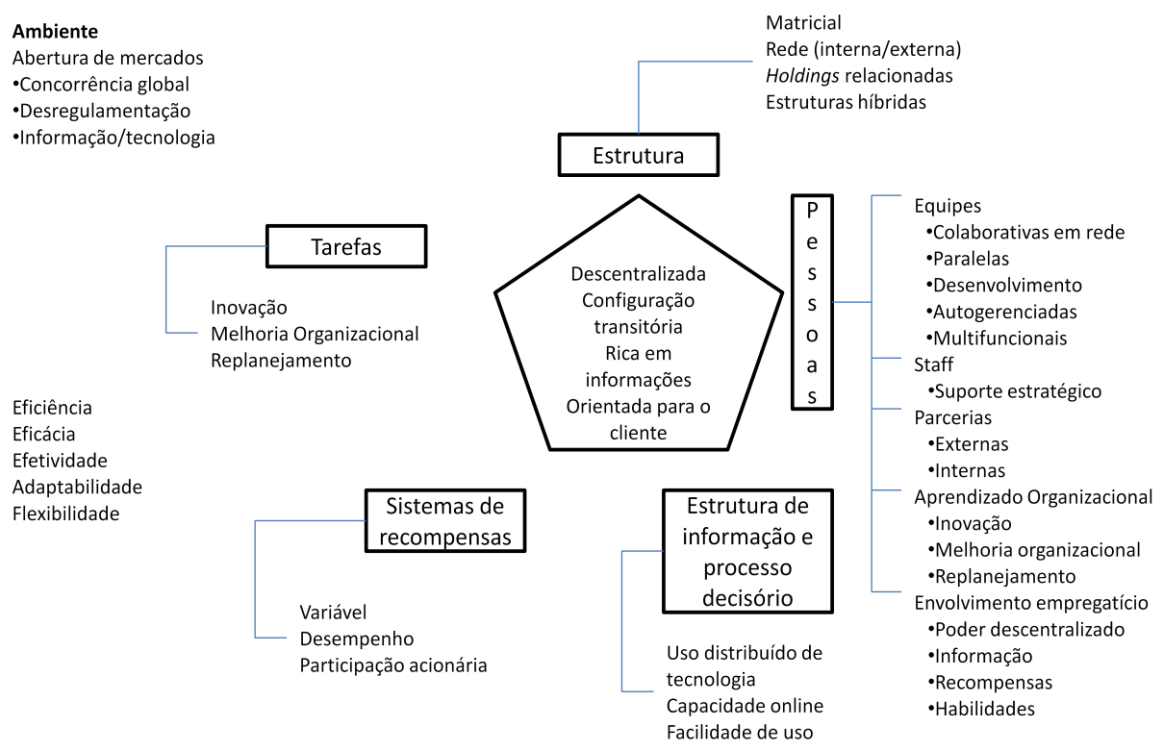 Ambiente
Abertura de mercados
•Concorrência global
•Desregulamentação
•Informação/tecnologia
Matricial
Rede (interna/externa)
Holdings relacionadas
Estruturas híbridas
Estrutura
Tarefas
Inovação
Melhoria Organizacional
Replanejamento
Descentralizada
Configuração
transitória
Rica em
informações
Orientada para o
cliente
P
e
s
s
o
a
s
Equipes
•Colaborativas em rede
•Paralelas
•Desenvolvimento
•Autogerenciadas
•Multifuncionais
Staff
•Suporte estratégico
Parcerias
•Externas
•Internas
Aprendizado Organizacional
•Inovação
•Melhoria organizacional
•Replanejamento
Envolvimento empregatício
•Poder descentralizado
•Informação
•Recompensas
•Habilidades
Eficiência
Eficácia
Efetividade
Adaptabilidade
Flexibilidade
Sistemas de
recompensas
Variável
Desempenho
Participação acionária
Estrutura de
informação e
processo
decisório
Uso distribuído de
tecnologia
Capacidade online
Facilidade de uso